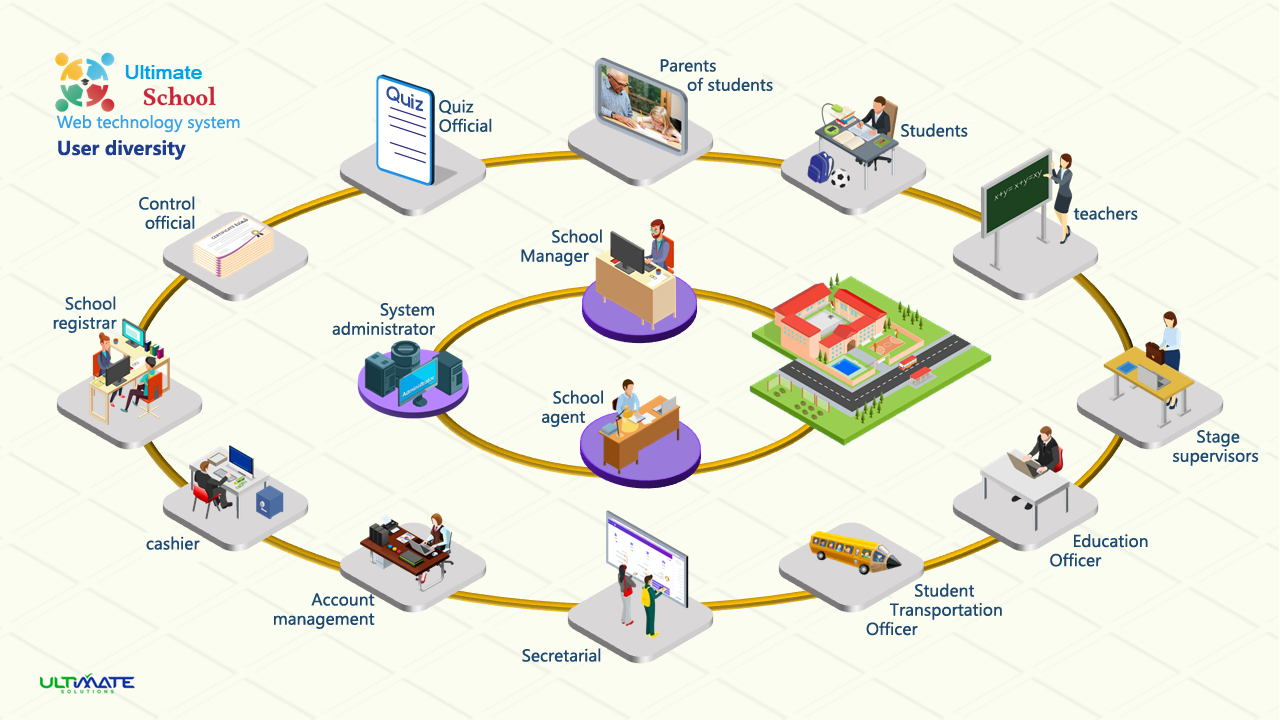 Ultimate
School
Web technology system
User diversity
Quiz
Quiz
Official
Parents
of students
Students
x+y= x+y=xy
teachers
Control
official
School
Manager
School
registrar
System
administrator
Administrator
School
agent
Stage
supervisors
cashier
Education
Officer
Account
management
Student
Transportation
Officer
Secretarial
ULTIMATE
SOLUTIONS